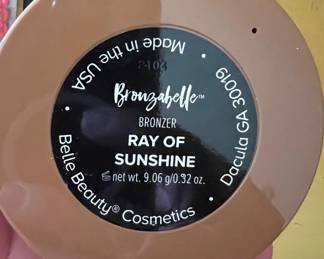 Made in the USA
Bronzabelle™
BRONZER
RAY OF
SUNSHINE
net wt. 9.06 g/0.32 oz.
Belle Beauty® Cosmetics • Dacula GA 30019 •